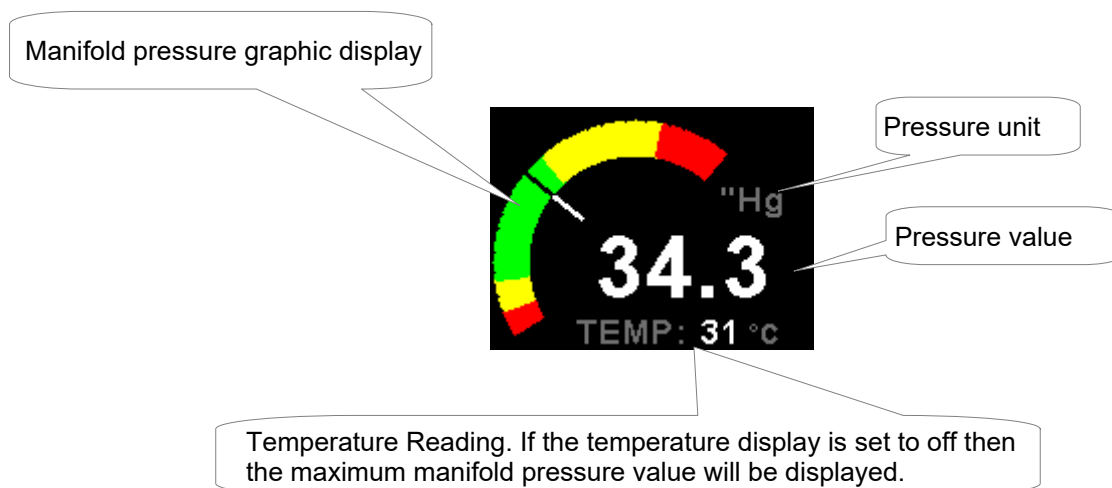 Manifold pressure graphic display
Pressure unit
"Hg
Pressure value
34.3
TEMP: 31 °C
Temperature Reading. If the temperature display is set to off then
the maximum manifold pressure value will be displayed.